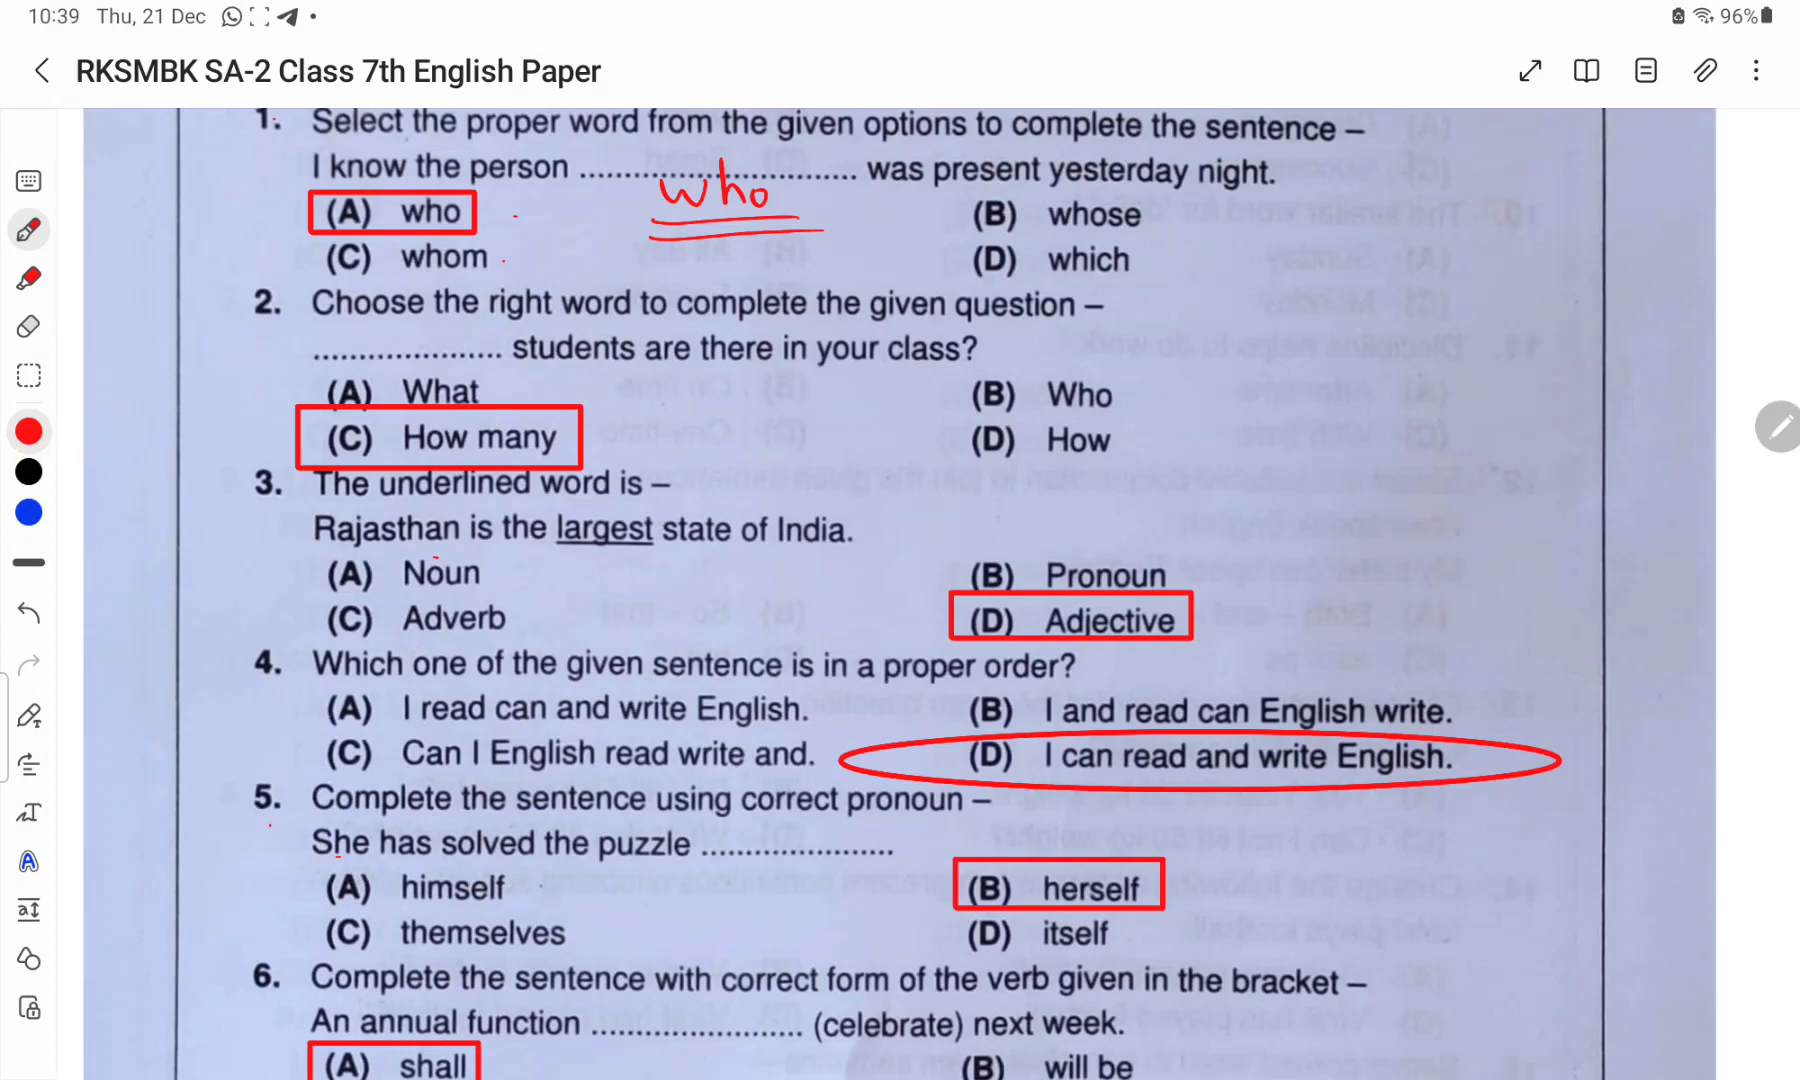 10:39 Thu, 21 Dec
96%
RKSMBK SA-2 Class 7th English Paper
1. Select the proper word from the given options to complete the sentence –
I know the person ............................... was present yesterday night.
who
(A) who
(B) whose
(C) whom
(D) which
2. Choose the right word to complete the given question –
..................... students are there in your class?
(A) What
(B) Who
(C) How many
(D) How
3. The underlined word is –
Rajasthan is the largest state of India.
(A) Noun
(B) Pronoun
(C) Adverb
(D) Adjective
4. Which one of the given sentence is in a proper order?
(A) I read can and write English.
(B) I and read can English write.
(C) Can I English read write and.
(D) I can read and write English.
5. Complete the sentence using correct pronoun –
She has solved the puzzle .....................
(A) himself
(B) herself
(C) themselves
(D) itself
6. Complete the sentence with correct form of the verb given in the bracket –
An annual function ....................... (celebrate) next week.
(A) shall
(B) will be